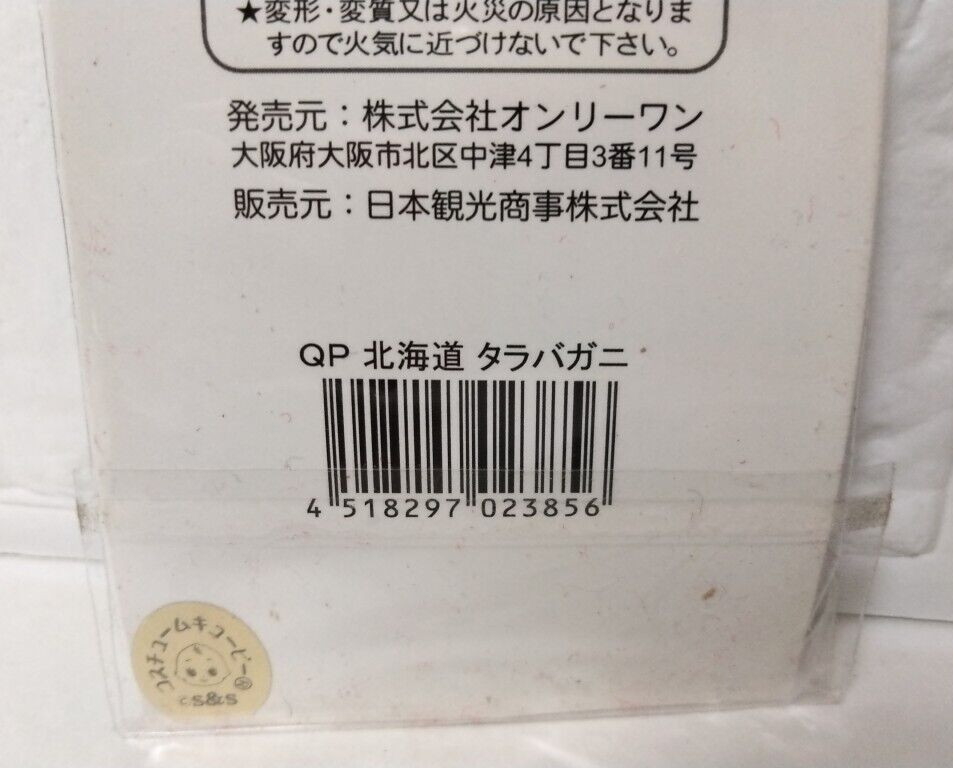 ★変形・変質又は火災の原因となりま
すので火気に近づけないで下さい。
発売元：株式会社オンリーワン
大阪府大阪市北区中津4丁目3番11号
販売元：日本観光商事株式会社
QP 北海道 タラバガニ
4 518297 023856
コスチュームキューピー®
©S&S